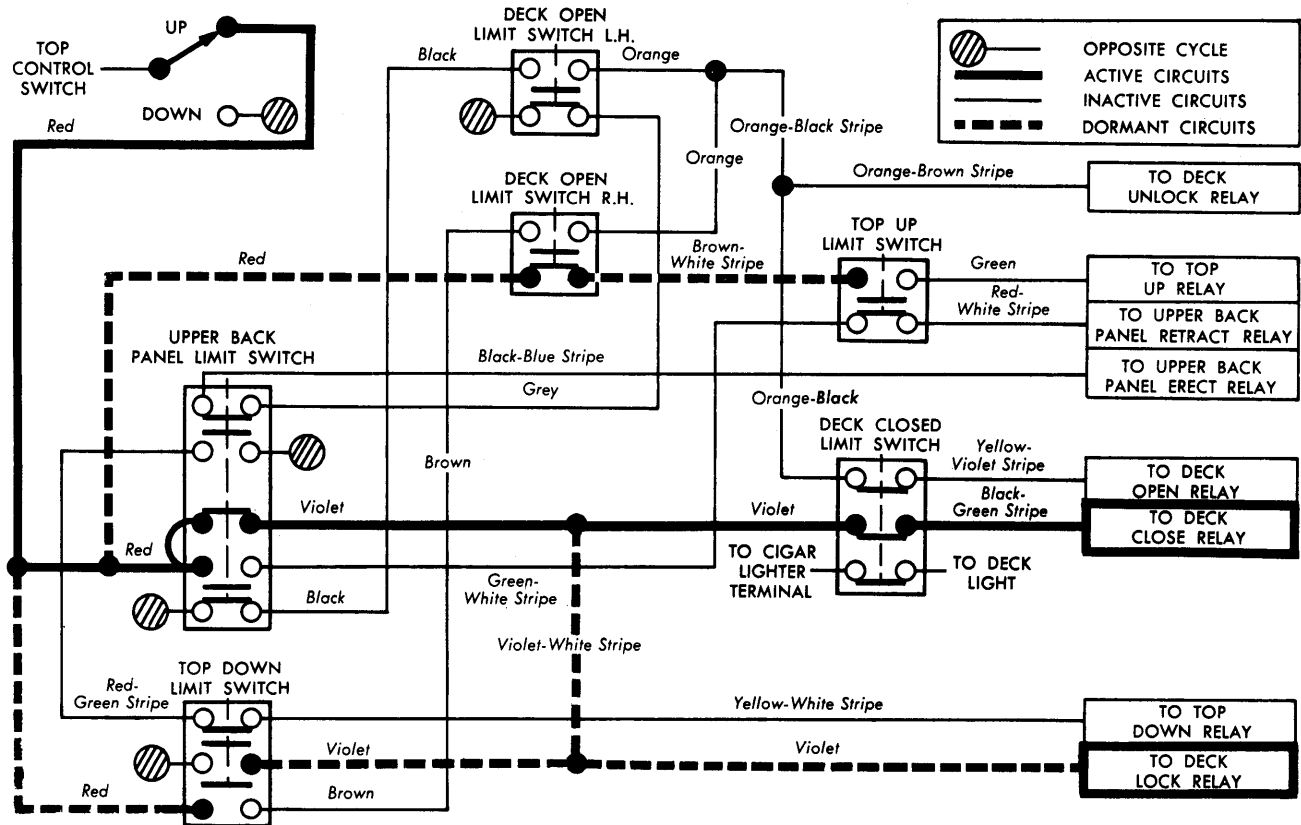 UP
TOP
CONTROL
SWITCH
DOWN
Red
DECK OPEN
LIMIT SWITCH L.H.
Black
Orange
Orange-Black Stripe
Orange
OPPOSITE CYCLE
ACTIVE CIRCUITS
INACTIVE CIRCUITS
DORMANT CIRCUITS
Orange-Brown Stripe
TO DECK
UNLOCK RELAY
DECK OPEN
LIMIT SWITCH R.H.
Brown-
White Stripe
Red
TOP UP
LIMIT SWITCH
Green
Red-
White Stripe
TO TOP
UP RELAY
TO UPPER BACK
PANEL RETRACT RELAY
TO UPPER BACK
PANEL ERECT RELAY
UPPER BACK
PANEL LIMIT SWITCH
Black-Blue Stripe
Grey
Orange-Black
DECK CLOSED
LIMIT SWITCH
Yellow-
Violet Stripe
Black-
Green Stripe
TO DECK
OPEN RELAY
TO DECK
CLOSE RELAY
Brown
Violet
Violet
Red
TO CIGAR
LIGHTER
TERMINAL
TO DECK
LIGHT
Green-
White Stripe
Black
Violet-White Stripe
TOP DOWN
LIMIT SWITCH
Red-
Green Stripe
Yellow-White Stripe
TO TOP
DOWN RELAY
Violet
Violet
TO DECK
LOCK RELAY
Red
Brown